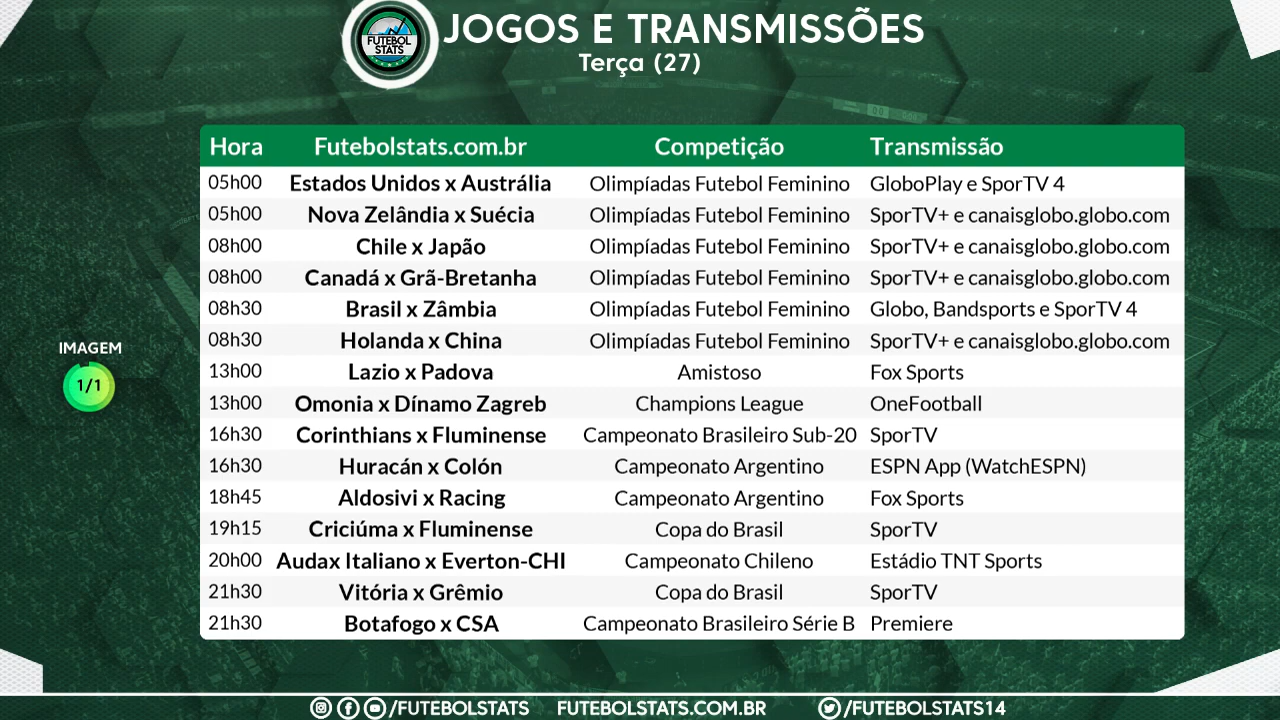 FUTEBOL
STATS
JOGOS E TRANSMISSÕES
Terça (27)
Hora Futebolstats.com.br Competição Transmissão
05h00 Estados Unidos x Austrália Olimpíadas Futebol Feminino GloboPlay e SporTV 4
05h00 Nova Zelândia x Suécia Olimpíadas Futebol Feminino SporTV+ e canaisglobo.globo.com
08h00 Chile x Japão Olimpíadas Futebol Feminino SporTV+ e canaisglobo.globo.com
08h00 Canadá x Grã-Bretanha Olimpíadas Futebol Feminino SporTV+ e canaisglobo.globo.com
08h30 Brasil x Zâmbia Olimpíadas Futebol Feminino Globo, Bandsports e SporTV 4
08h30 Holanda x China Olimpíadas Futebol Feminino SporTV+ e canaisglobo.globo.com
13h00 Lazio x Padova Amistoso Fox Sports
13h00 Omonia x Dínamo Zagreb Champions League OneFootball
16h30 Corinthians x Fluminense Campeonato Brasileiro Sub-20 SporTV
16h30 Huracán x Colón Campeonato Argentino ESPN App (WatchESPN)
18h45 Aldosivi x Racing Campeonato Argentino Fox Sports
19h15 Criciúma x Fluminense Copa do Brasil SporTV
20h00 Audax Italiano x Everton-CHI Campeonato Chileno Estádio TNT Sports
21h30 Vitória x Grêmio Copa do Brasil SporTV
21h30 Botafogo x CSA Campeonato Brasileiro Série B Premiere
IMAGEM
1/1
/FUTEBOLSTATS FUTEBOLSTATS.COM.BR /FUTEBOLSTATS14